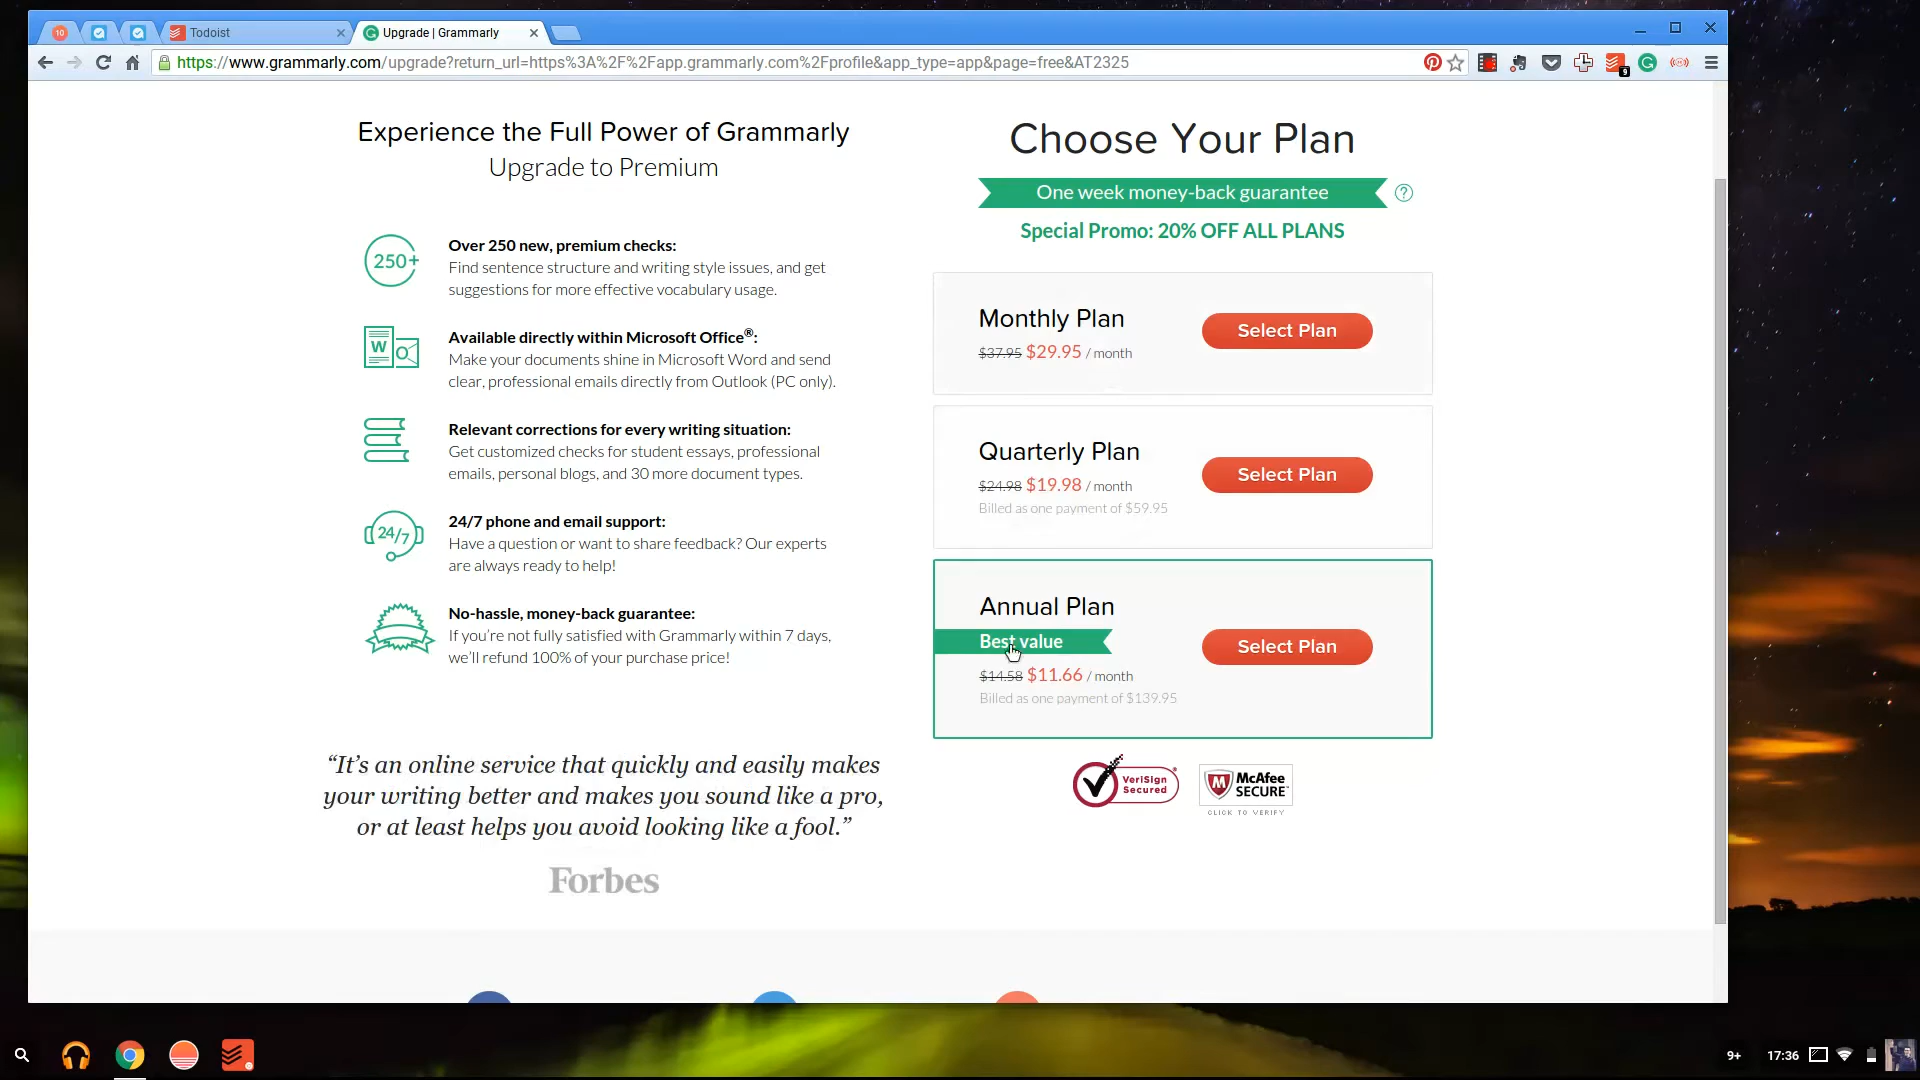 10
Todoist
Upgrade | Grammarly
https://www.grammarly.com/upgrade?return_url=https%3A%2F%2Fapp.grammarly.com%2Fprofile&app_type=app&page=free&AT2325
9
Experience the Full Power of Grammarly
Upgrade to Premium
250+
Over 250 new, premium checks:
Find sentence structure and writing style issues, and get
suggestions for more effective vocabulary usage.
W
O
Available directly within Microsoft Office®:
Make your documents shine in Microsoft Word and send
clear, professional emails directly from Outlook (PC only).
Relevant corrections for every writing situation:
Get customized checks for student essays, professional
emails, personal blogs, and 30 more document types.
24/7
24/7 phone and email support:
Have a question or want to share feedback? Our experts
are always ready to help!
No-hassle, money-back guarantee:
If you're not fully satisfied with Grammarly within 7 days,
we'll refund 100% of your purchase price!
“It's an online service that quickly and easily makes
your writing better and makes you sound like a pro,
or at least helps you avoid looking like a fool.”
Forbes
Choose Your Plan
One week money-back guarantee
?
Special Promo: 20% OFF ALL PLANS
Monthly Plan
$37.95 $29.95 / month
Select Plan
Quarterly Plan
$24.98 $19.98 / month
Billed as one payment of $59.95
Select Plan
Annual Plan
Best value
$14.58 $11.66 / month
Billed as one payment of $139.95
Select Plan
VeriSign
Secured
McAfee
SECURE
CLICK TO VERIFY
9+
17:36